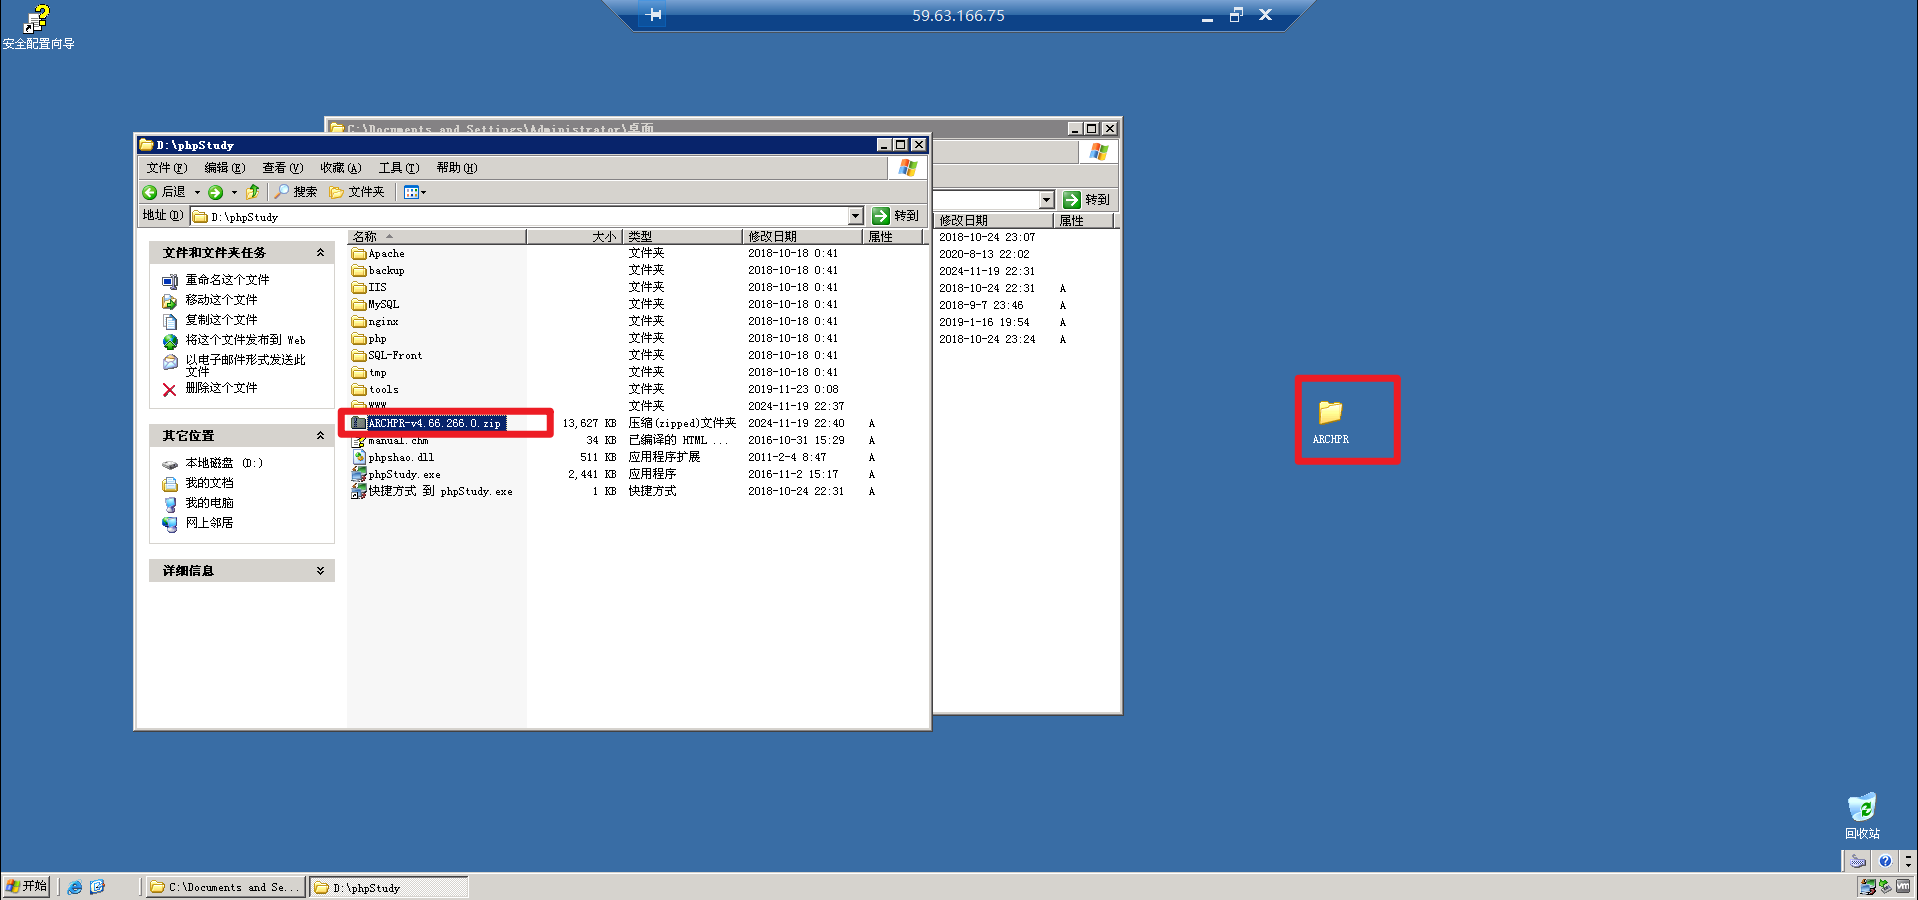 安全配置向导
59.63.166.75
C:\Documents and Settings\Administrator\桌面
D:\phpStudy
文件(F) 编辑(E) 查看(V) 收藏(A) 工具(T) 帮助(H)
后退 搜索 文件夹
地址(D) D:\phpStudy 转到
转到
名称 大小 类型 修改日期 属性
修改日期 属性
文件和文件夹任务
重命名这个文件
移动这个文件
复制这个文件
将这个文件发布到 Web
以电子邮件形式发送此
文件
删除这个文件
其它位置
本地磁盘 (D:)
我的文档
我的电脑
网上邻居
详细信息
Apache 文件夹 2018-10-18 0:41
backup 文件夹 2018-10-18 0:41
IIS 文件夹 2018-10-18 0:41
MySQL 文件夹 2018-10-18 0:41
nginx 文件夹 2018-10-18 0:41
php 文件夹 2018-10-18 0:41
SQL-Front 文件夹 2018-10-18 0:41
tmp 文件夹 2018-10-18 0:41
tools 文件夹 2019-11-23 0:08
WWW 文件夹 2024-11-19 22:37
ARCHPR-v4.66.266.0.zip 13,627 KB 压缩(zipped)文件夹 2024-11-19 22:40 A
manual.chm 34 KB 已编译的 HTML ... 2016-10-31 15:29 A
phpshao.dll 511 KB 应用程序扩展 2011-2-4 8:47 A
phpStudy.exe 2,441 KB 应用程序 2016-11-2 15:17 A
快捷方式 到 phpStudy.exe 1 KB 快捷方式 2018-10-24 22:31 A
2018-10-24 23:07
2020-8-13 22:02
2024-11-19 22:31
2018-10-24 22:31 A
2018-9-7 23:46 A
2019-1-16 19:54 A
2018-10-24 23:24 A
ARCHPR
回收站
开始 C:\Documents and Se... D:\phpStudy